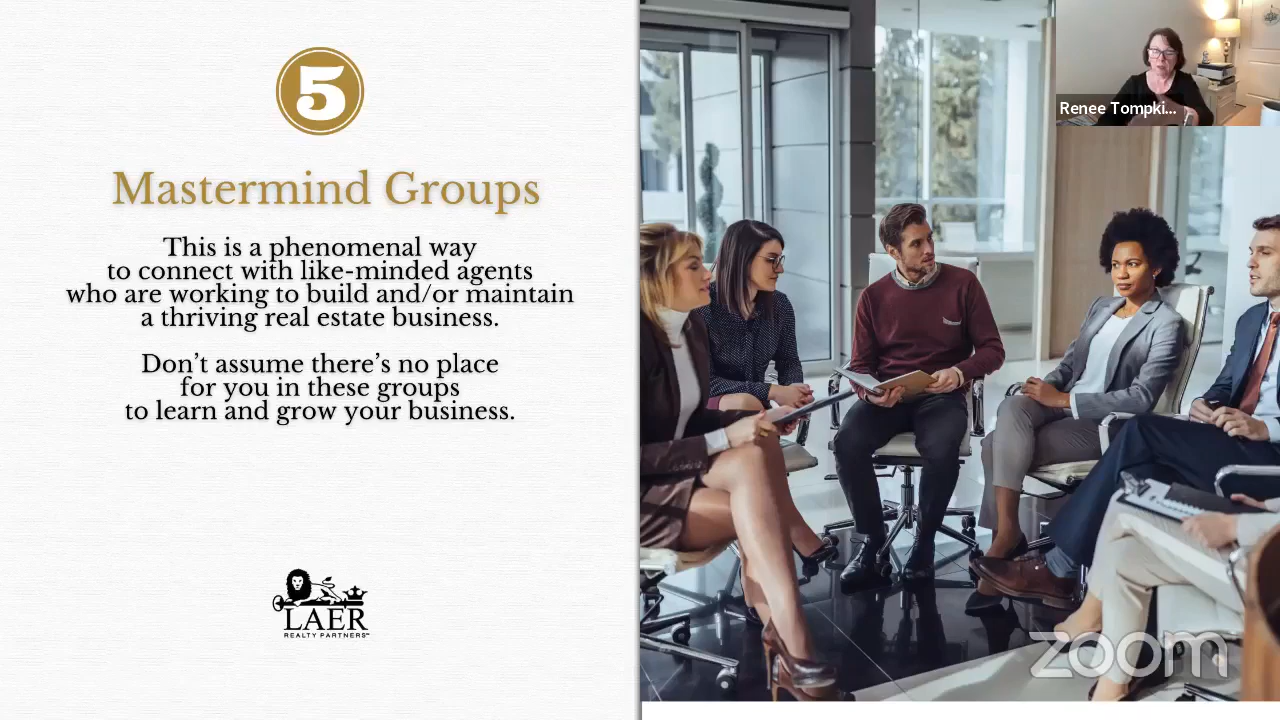 5
Mastermind Groups
This is a phenomenal way
to connect with like-minded agents
who are working to build and/or maintain
a thriving real estate business.
Don’t assume there’s no place
for you in these groups
to learn and grow your business.
LAER
REALTY PARTNERS™
Renee Tompki...
zoom